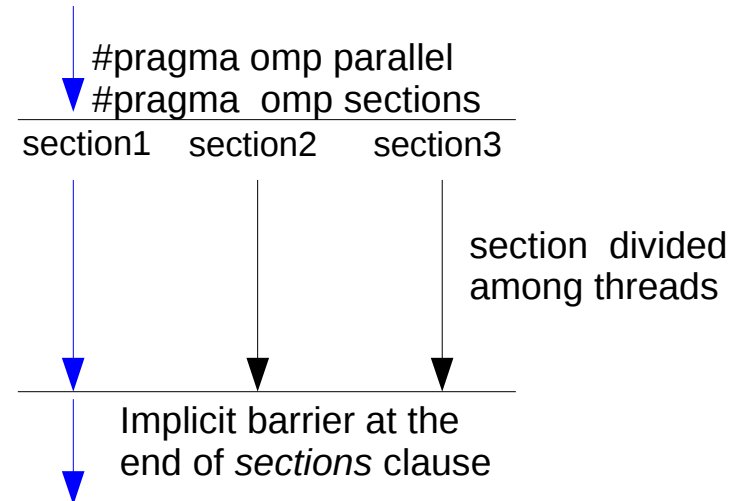 #pragma omp parallel
#pragma  omp sections
section1 section2 section3
section  divided
among threads
Implicit barrier at the
end of sections clause